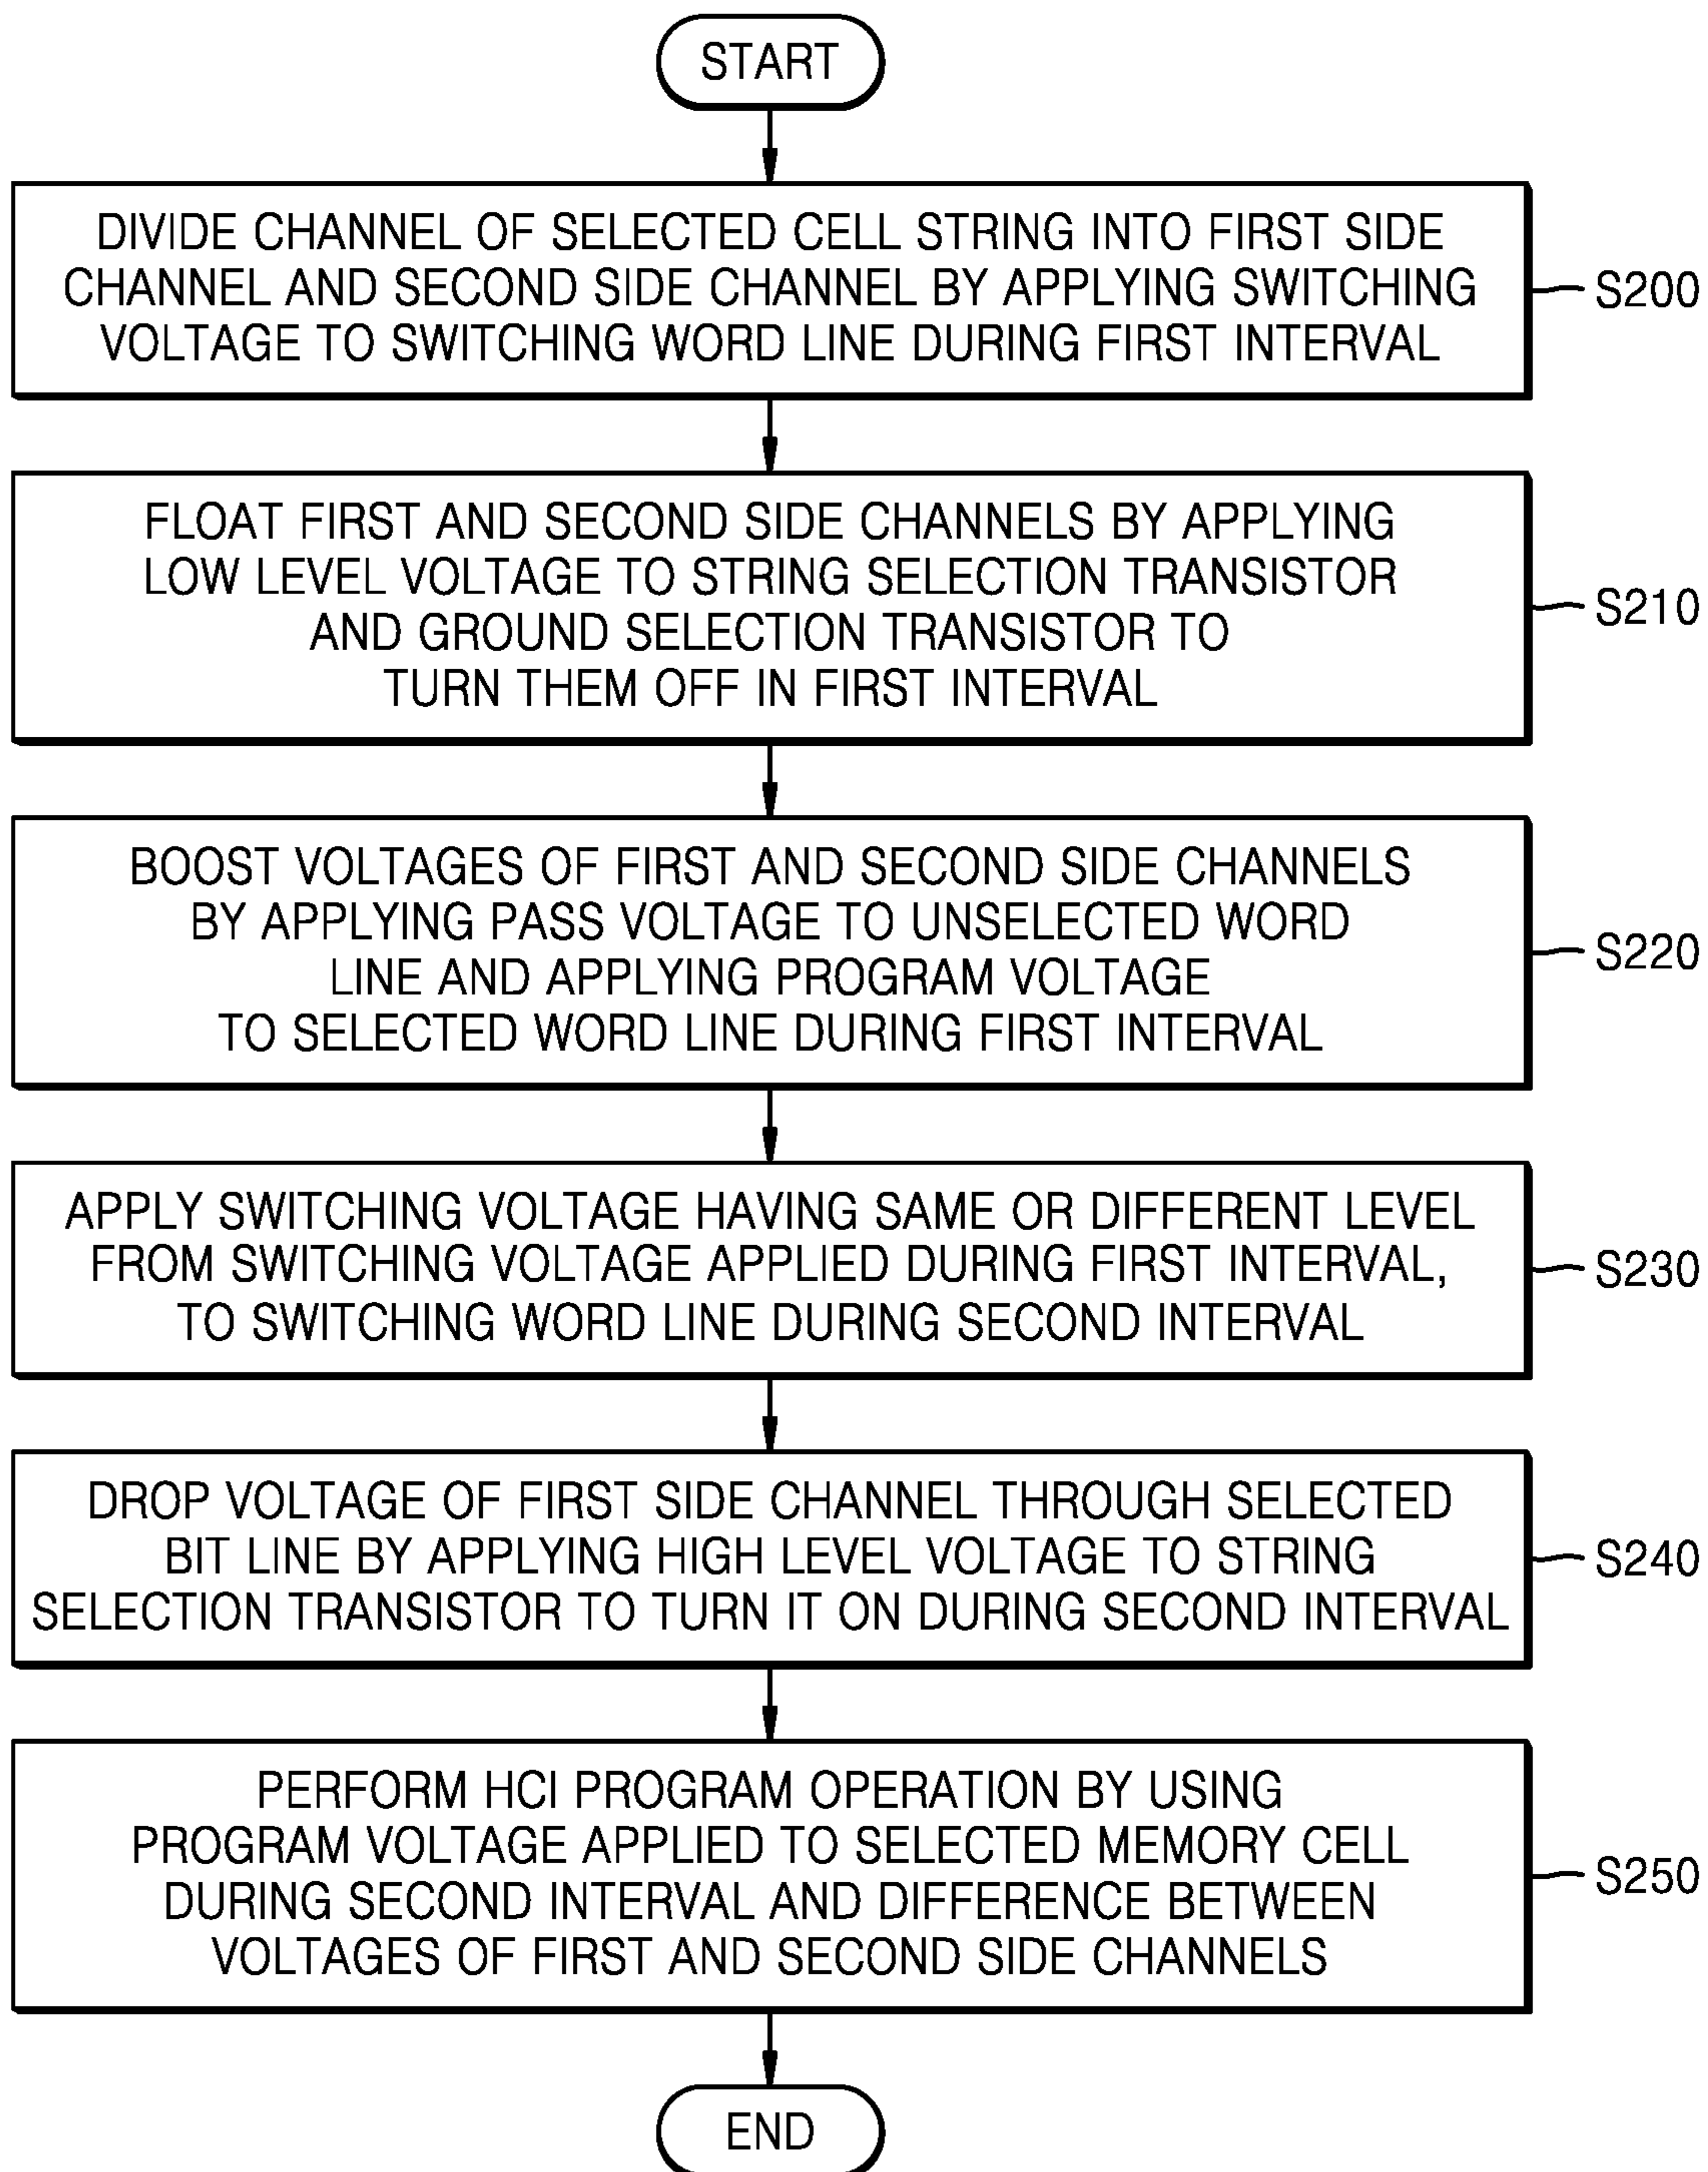 START
DIVIDE CHANNEL OF SELECTED CELL STRING INTO FIRST SIDE
CHANNEL AND SECOND SIDE CHANNEL BY APPLYING SWITCHING
VOLTAGE TO SWITCHING WORD LINE DURING FIRST INTERVAL
S200
FLOAT FIRST AND SECOND SIDE CHANNELS BY APPLYING
LOW LEVEL VOLTAGE TO STRING SELECTION TRANSISTOR
AND GROUND SELECTION TRANSISTOR TO
TURN THEM OFF IN FIRST INTERVAL
S210
BOOST VOLTAGES OF FIRST AND SECOND SIDE CHANNELS
BY APPLYING PASS VOLTAGE TO UNSELECTED WORD
LINE AND APPLYING PROGRAM VOLTAGE
TO SELECTED WORD LINE DURING FIRST INTERVAL
S220
APPLY SWITCHING VOLTAGE HAVING SAME OR DIFFERENT LEVEL
FROM SWITCHING VOLTAGE APPLIED DURING FIRST INTERVAL,
TO SWITCHING WORD LINE DURING SECOND INTERVAL
S230
DROP VOLTAGE OF FIRST SIDE CHANNEL THROUGH SELECTED
BIT LINE BY APPLYING HIGH LEVEL VOLTAGE TO STRING
SELECTION TRANSISTOR TO TURN IT ON DURING SECOND INTERVAL
S240
PERFORM HCI PROGRAM OPERATION BY USING
PROGRAM VOLTAGE APPLIED TO SELECTED MEMORY CELL
DURING SECOND INTERVAL AND DIFFERENCE BETWEEN
VOLTAGES OF FIRST AND SECOND SIDE CHANNELS
S250
END